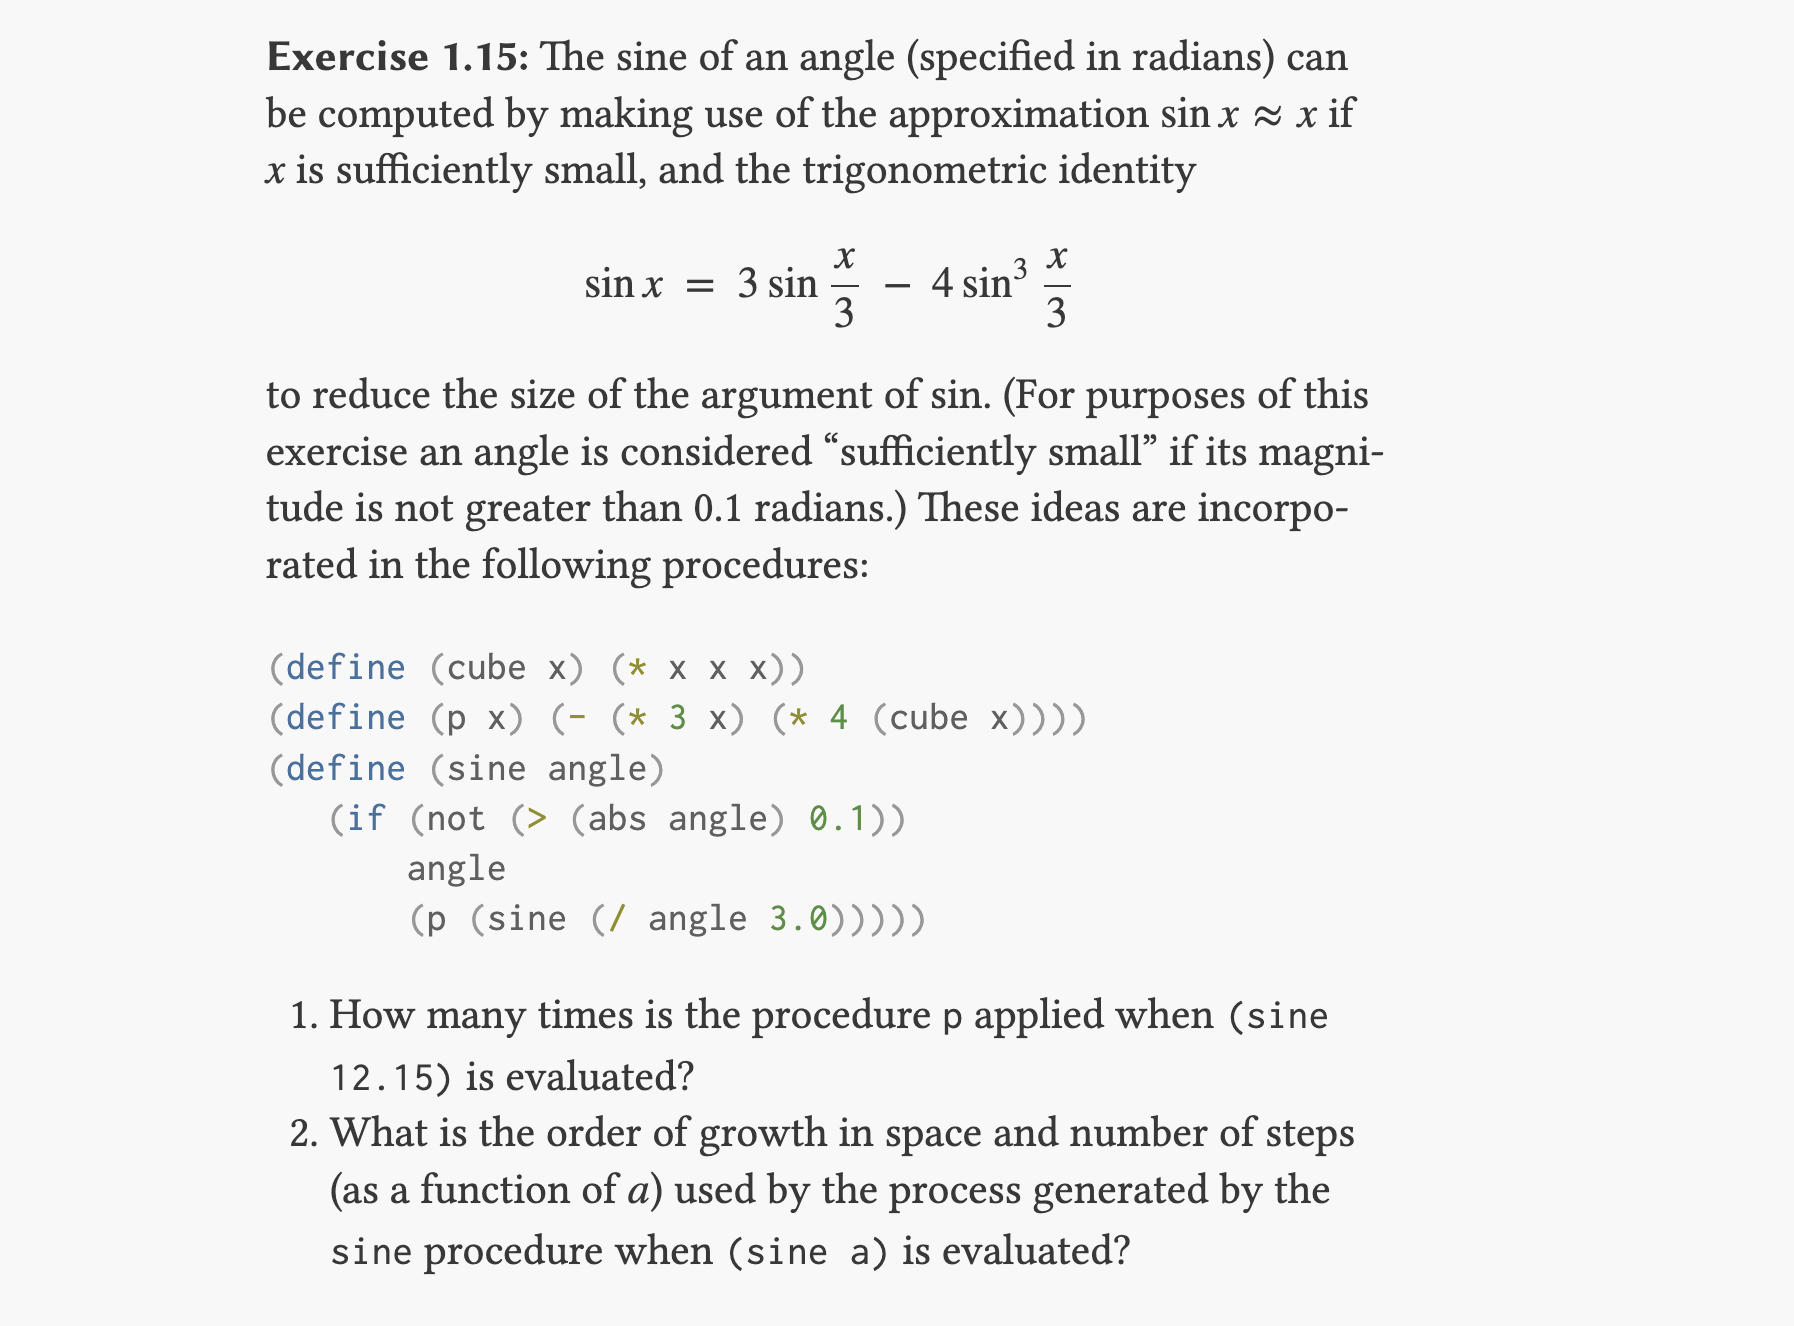 Exercise 1.15: The sine of an angle (specified in radians) can
be computed by making use of the approximation sin x ≈ x if
x is sufficiently small, and the trigonometric identity
sin x = 3 sin x/3 − 4 sin³ x/3
to reduce the size of the argument of sin. (For purposes of this
exercise an angle is considered “sufficiently small” if its magni-
tude is not greater than 0.1 radians.) These ideas are incorpo-
rated in the following procedures:
(define (cube x) (* x x x))
(define (p x) (- (* 3 x) (* 4 (cube x))))
(define (sine angle)
   (if (not (> (abs angle) 0.1))
       angle
       (p (sine (/ angle 3.0)))))
1. How many times is the procedure p applied when (sine
12.15) is evaluated?
2. What is the order of growth in space and number of steps
(as a function of a) used by the process generated by the
sine procedure when (sine a) is evaluated?